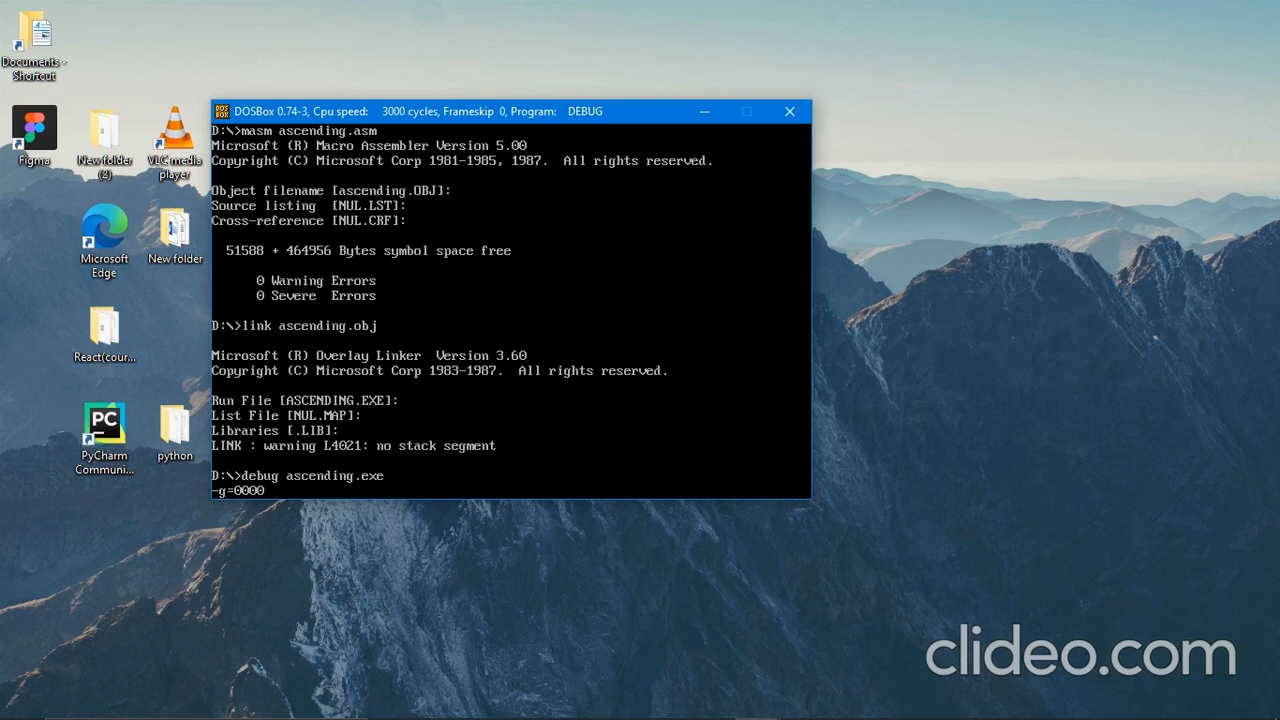 Documents -
Shortcut
Figma
New folder
(2)
VLC media
player
Microsoft
Edge
New folder
React(cour...
PC
PyCharm
Communi...
python
DOS
BOX
DOSBox 0.74-3, Cpu speed: 3000 cycles, Frameskip 0, Program: DEBUG
D:\>masm ascending.asm
Microsoft (R) Macro Assembler Version 5.00
Copyright (C) Microsoft Corp 1981-1985, 1987. All rights reserved.
Object filename [ascending.OBJ]:
Source listing [NUL.LST]:
Cross-reference [NUL.CRF]:
51588 + 464956 Bytes symbol space free
0 Warning Errors
0 Severe Errors
D:\>link ascending.obj
Microsoft (R) Overlay Linker Version 3.60
Copyright (C) Microsoft Corp 1983-1987. All rights reserved.
Run File [ASCENDING.EXE]:
List File [NUL.MAP]:
Libraries [.LIB]:
LINK : warning L4021: no stack segment
D:\>debug ascending.exe
-g=0000
clideo.com